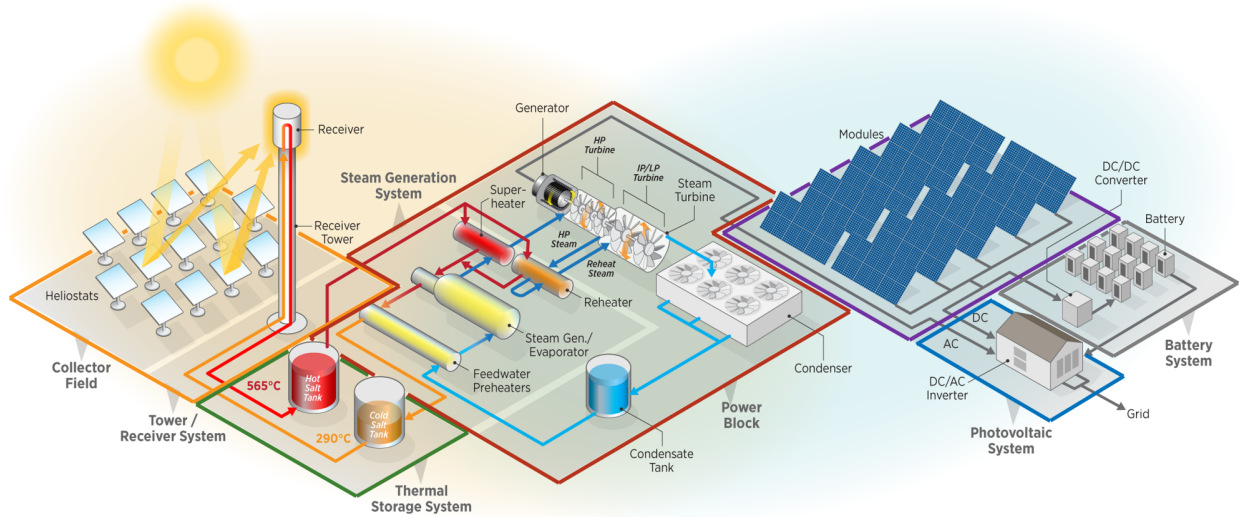 Receiver
Receiver
Tower
Heliostats
Collector
Field
Tower /
Receiver System
565°C
Hot
Salt
Tank
290°C
Cold
Salt
Tank
Thermal
Storage System
Steam Generation
System
Super-
heater
Reheater
Steam Gen./
Evaporator
Feedwater
Preheaters
Generator
HP
Turbine
IP/LP
Turbine
Steam
Turbine
HP
Steam
Reheat
Steam
Condenser
Condensate
Tank
Power
Block
Modules
DC/DC
Converter
Battery
Battery
System
DC
AC
DC/AC
Inverter
Grid
Photovoltaic
System